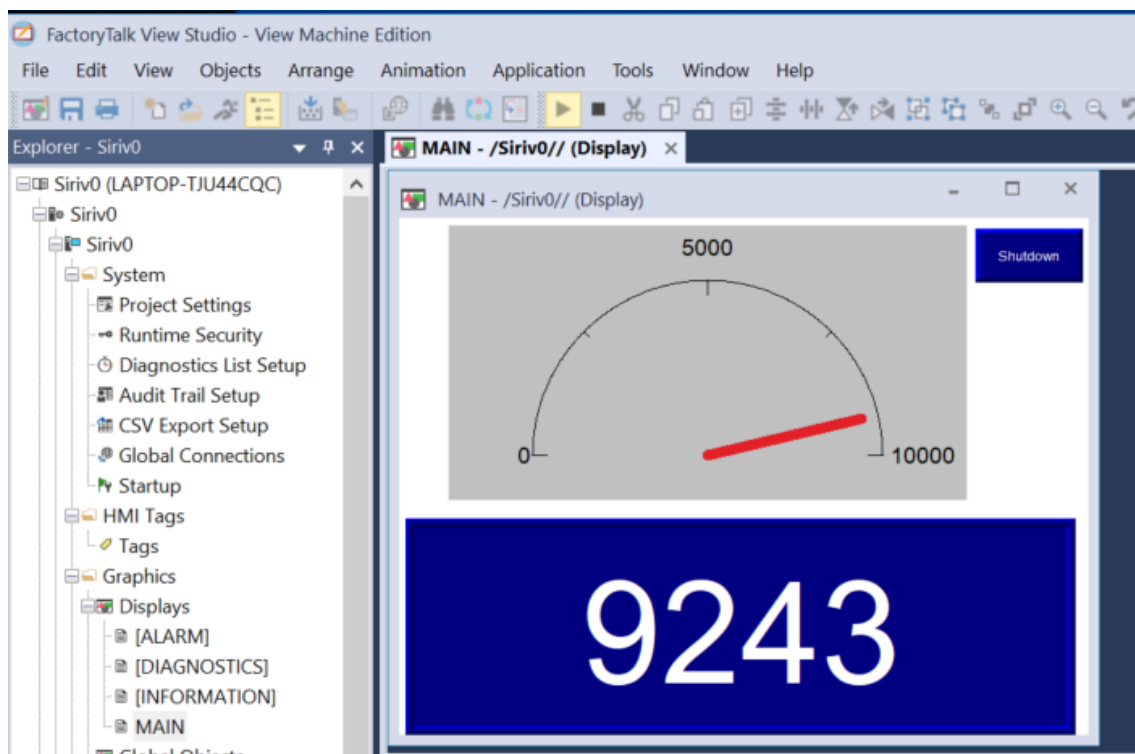 FactoryTalk View Studio - View Machine Edition
File Edit View Objects Arrange Animation Application Tools Window Help
Explorer - Siriv0
MAIN - /Siriv0// (Display)
Siriv0 (LAPTOP-TJU44CQC)
Siriv0
Siriv0
System
Project Settings
Runtime Security
Diagnostics List Setup
Audit Trail Setup
CSV Export Setup
Global Connections
Startup
HMI Tags
Tags
Graphics
Displays
[ALARM]
[DIAGNOSTICS]
[INFORMATION]
MAIN
Global Objects
MAIN - /Siriv0// (Display)
5000
Shutdown
0
10000
9243